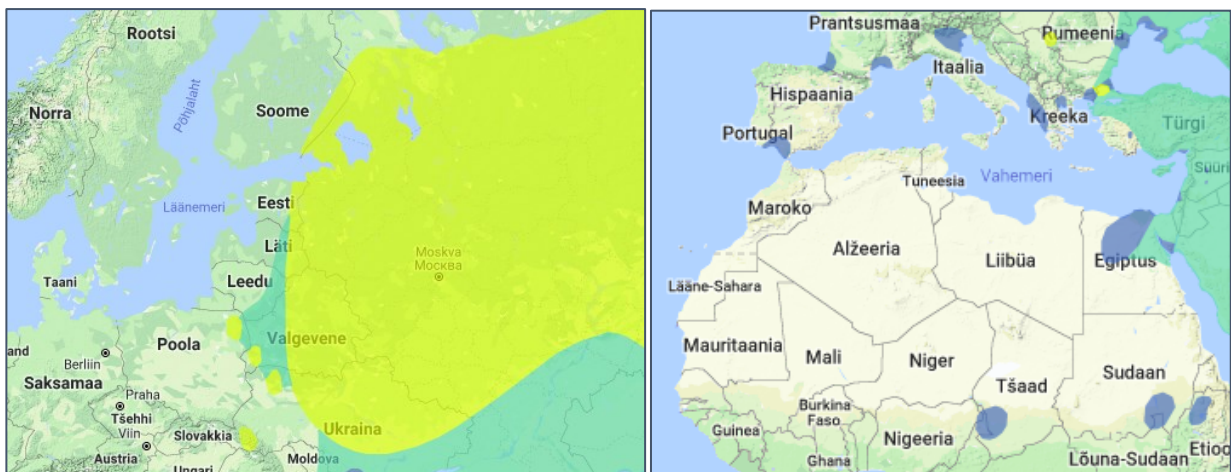 Rootsi
Norra
Soome
Põhjalaht
Läänemeri
Eesti
Läti
Leedu
Taani
Moskva
Москва
Valgevene
Poola
Berliin
Saksamaa
Praha
Tšehhi
Viin
Slovakkia
Austria
Ungari
Moldova
Ukraina
Prantsusmaa
Rumeenia
Itaalia
Hispaania
Portugal
Kreeka
Türgi
Süüri
Tuneesia
Vahemeri
Maroko
Alžeeria
Liibüa
Egiptus
Lääne-Sahara
Mauritaania
Mali
Niger
Tšaad
Sudaan
Burkina
Faso
Guinea
Nigeeria
Ghana
Lõuna-Sudaan
Etioo